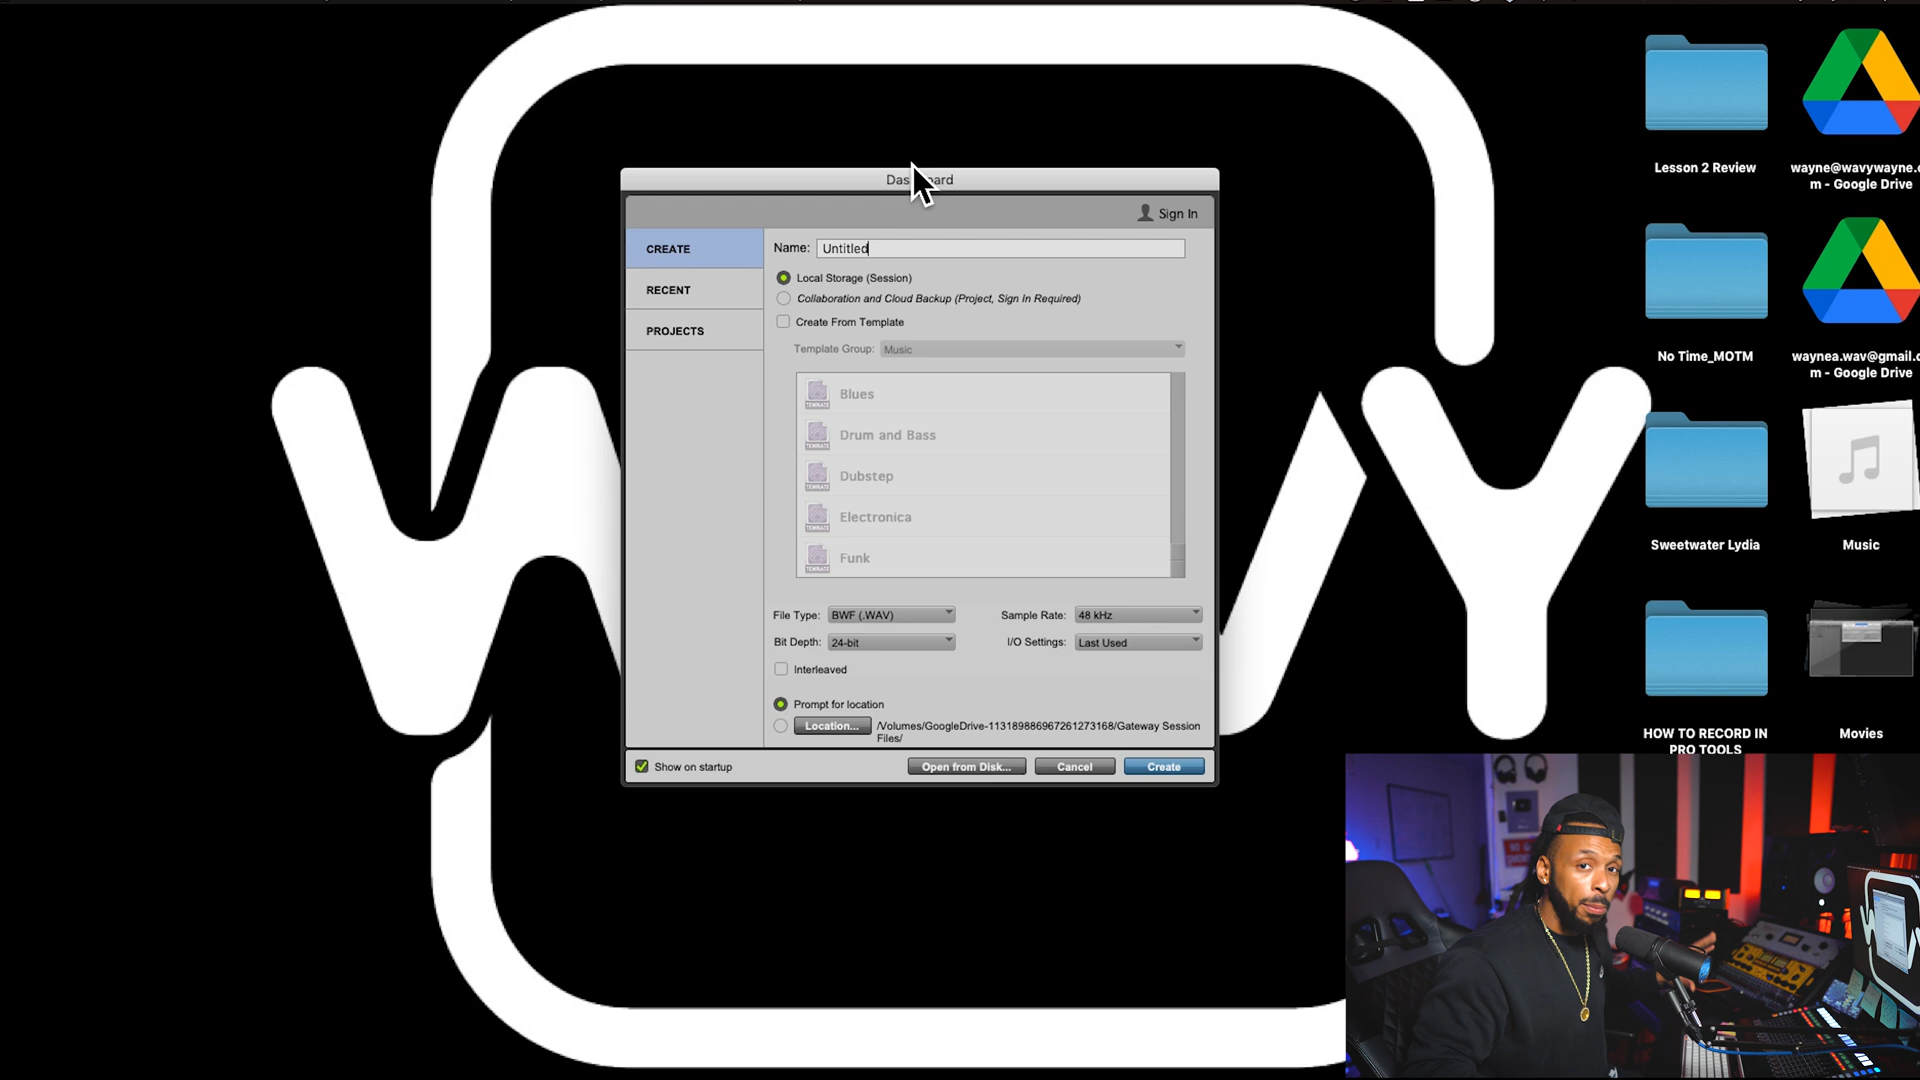 Lesson 2 Review
wayne@wavywayne.
m - Google Drive
No Time_MOTM
waynea.wav@gmail.
m - Google Drive
Sweetwater Lydia
Music
HOW TO RECORD IN
PRO TOOLS
Movies
Sign In
CREATE
RECENT
PROJECTS
Name: Untitled
Local Storage (Session)
Collaboration and Cloud Backup (Project, Sign In Required)
Create From Template
Template Group: Music
Blues
Drum and Bass
Dubstep
Electronica
Funk
File Type: BWF (.WAV)
Sample Rate: 48 kHz
Bit Depth: 24-bit
I/O Settings: Last Used
Interleaved
Prompt for location
Location... /Volumes/GoogleDrive-113189886967261273168/Gateway Session
Files/
Show on startup
Open from Disk...
Cancel
Create